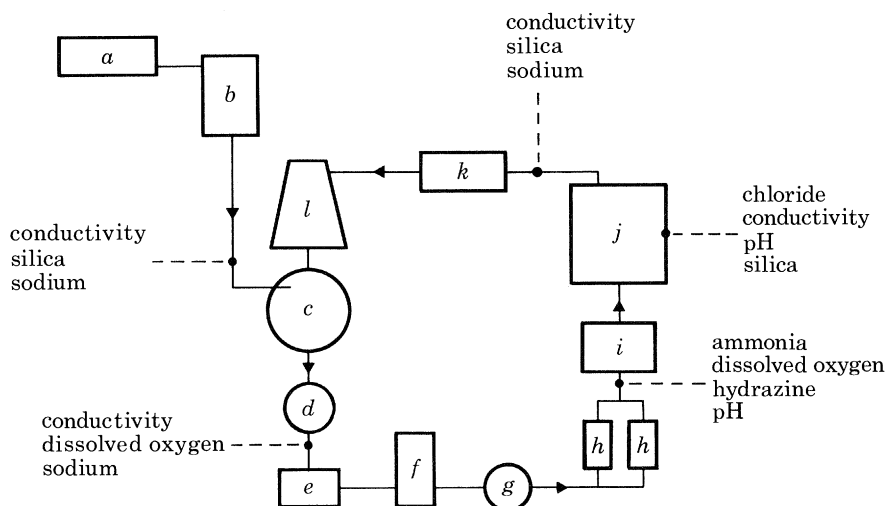 conductivity
silica
sodium
a
b
k
l
j
chloride
conductivity
pH
silica
conductivity
silica
sodium
c
i
ammonia
dissolved oxygen
hydrazine
pH
d
conductivity
dissolved oxygen
sodium
h
h
f
e
g